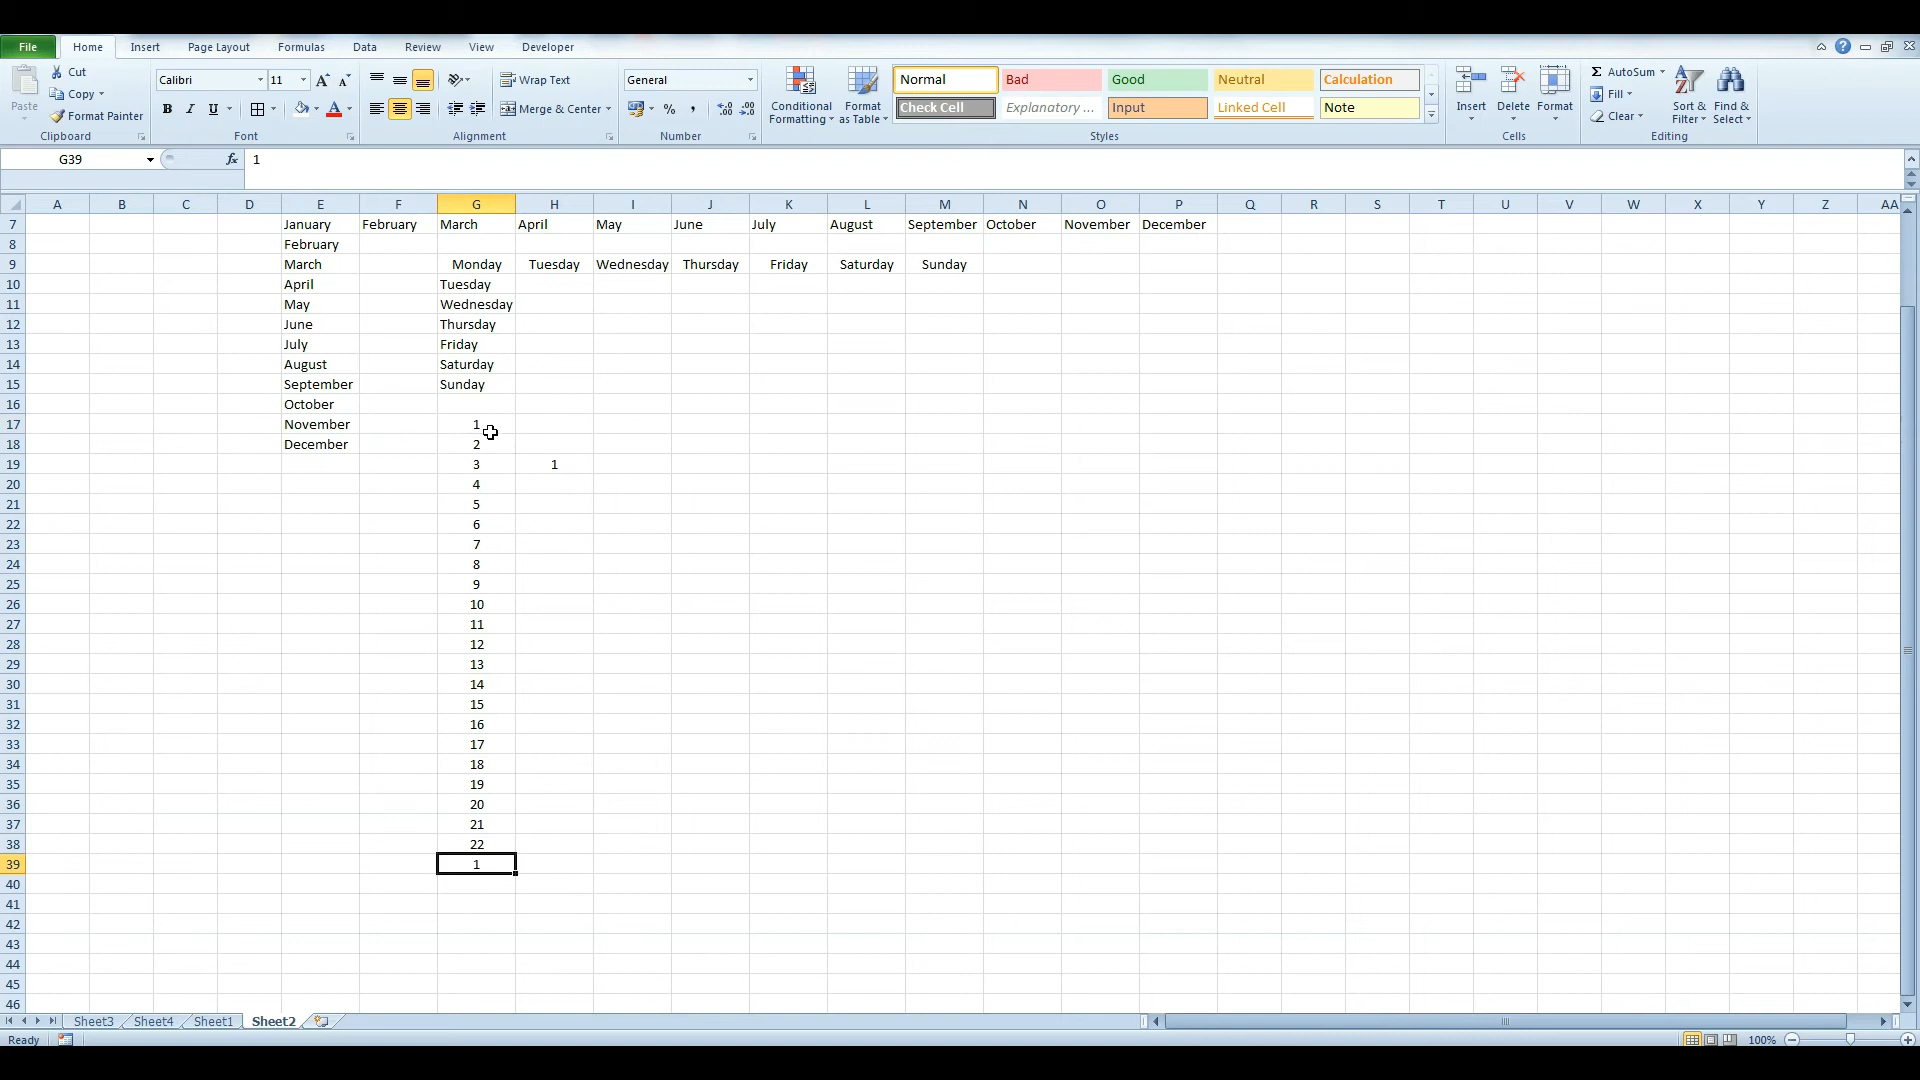 File Home Insert Page Layout Formulas Data Review View Developer
Paste Cut Copy Format Painter Clipboard
Calibri 11 B I U Font
Wrap Text Merge & Center Alignment
General % , Number
Conditional Formatting Format as Table
Normal Bad Good Neutral Calculation
Check Cell Explanatory ... Input Linked Cell Note
Styles
Insert Delete Format Cells
AutoSum Fill Clear Sort & Filter Find & Select Editing
G39 fx 1
A B C D E F G H I J K L M N O P Q R S T U V W X Y Z AA
7 January February March April May June July August September October November December
8 February
9 March Monday Tuesday Wednesday Thursday Friday Saturday Sunday
10 April Tuesday
11 May Wednesday
12 June Thursday
13 July Friday
14 August Saturday
15 September Sunday
16 October
17 November 1
18 December 2
19 3 1
20 4
21 5
22 6
23 7
24 8
25 9
26 10
27 11
28 12
29 13
30 14
31 15
32 16
33 17
34 18
35 19
36 20
37 21
38 22
39 1
40
41
42
43
44
45
46
Sheet3 Sheet4 Sheet1 Sheet2
Ready 100%